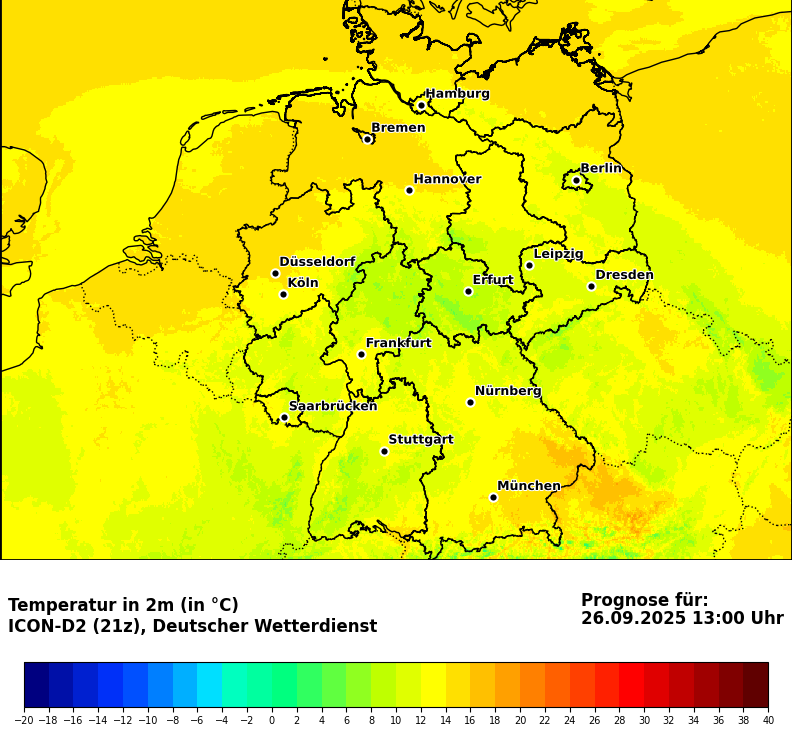 Hamburg
Bremen
Berlin
Hannover
Leipzig
Düsseldorf
Dresden
Köln
Erfurt
Frankfurt
Nürnberg
Saarbrücken
Stuttgart
München
Temperatur in 2m (in °C)
ICON-D2 (21z), Deutscher Wetterdienst
Prognose für:
26.09.2025 13:00 Uhr
−20 −18 −16 −14 −12 −10 −8 −6 −4 −2 0 2 4 6 8 10 12 14 16 18 20 22 24 26 28 30 32 34 36 38 40